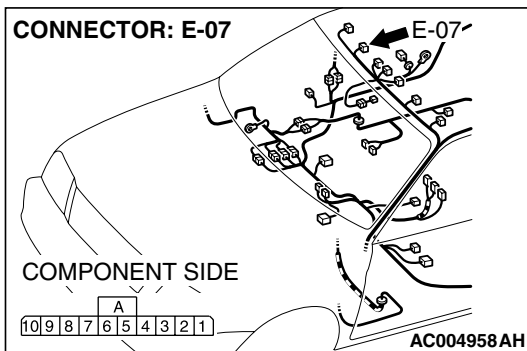 CONNECTOR: E-07
E-07
COMPONENT SIDE
A
10 9 8 7 6 5 4 3 2 1
AC004958AH